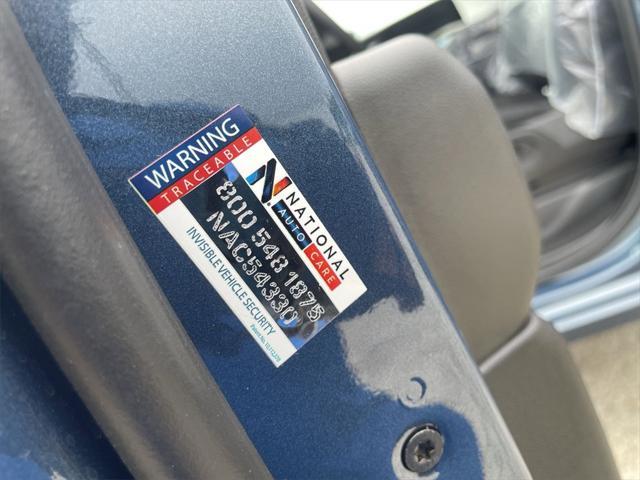 WARNING
TRACEABLE
NATIONAL
AUTO CARE
800 548 1875
NAC54330
INVISIBLE VEHICLE SECURITY